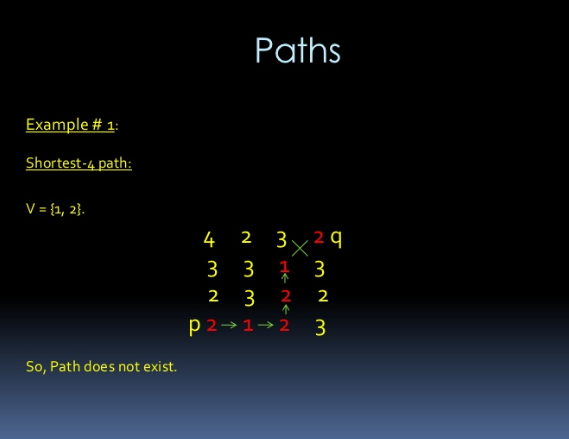 Paths
Example # 1:
Shortest-4 path:
V = {1, 2}.
4 2 3 2 q
3 3 1 3
2 3 2 2
p 2 → 1 → 2 3
So, Path does not exist.